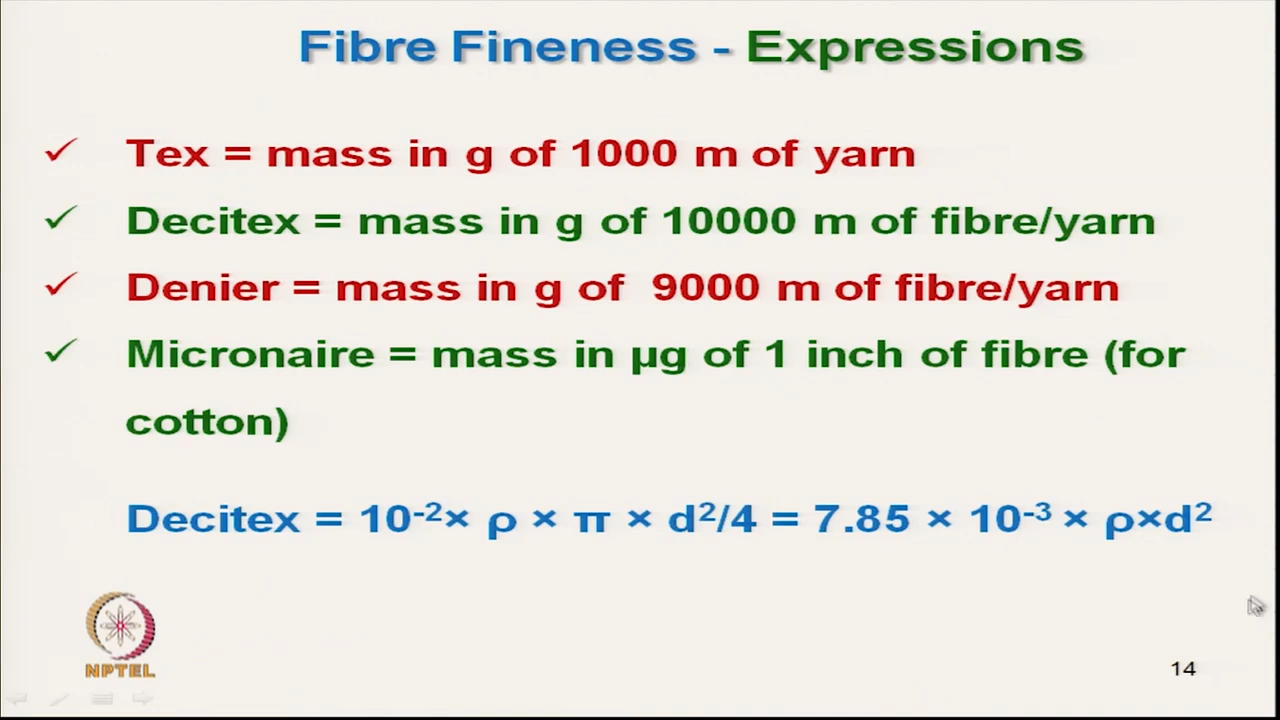 Fibre Fineness - Expressions
✓ Tex = mass in g of 1000 m of yarn
✓ Decitex = mass in g of 10000 m of fibre/yarn
✓ Denier = mass in g of 9000 m of fibre/yarn
✓ Micronaire = mass in µg of 1 inch of fibre (for
cotton)
Decitex = 10⁻²× ρ × π × d²/4 = 7.85 × 10⁻³ × ρ×d²
NPTEL
14